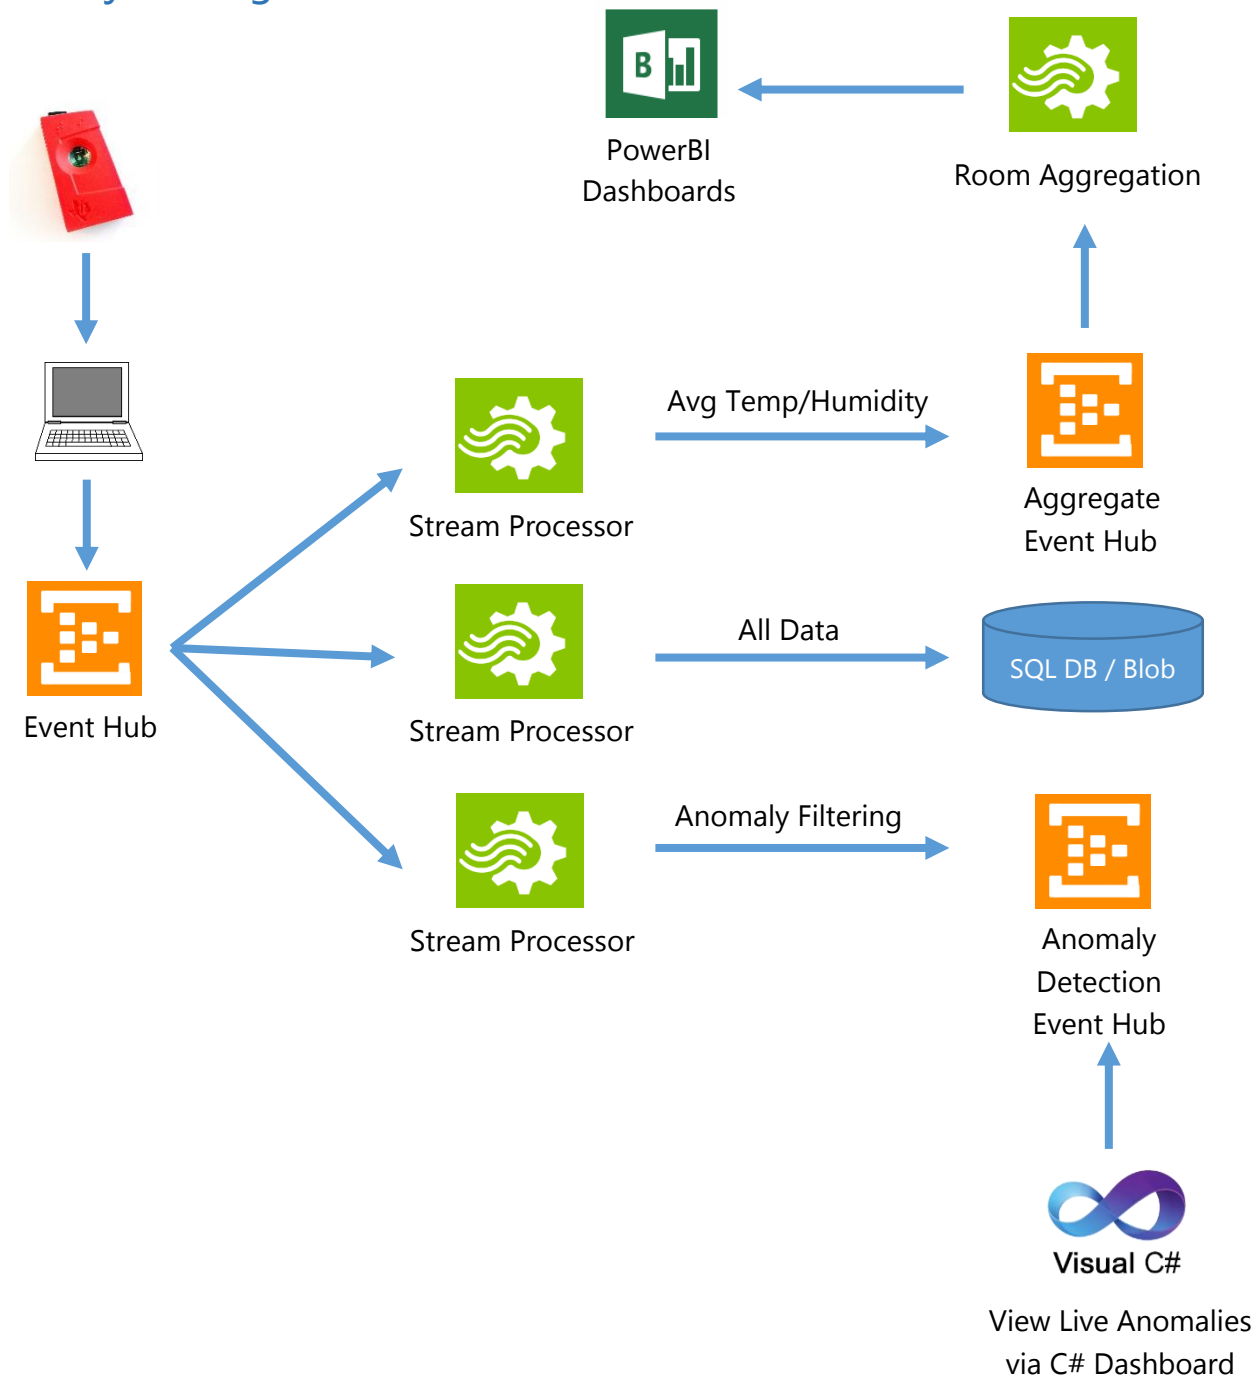 B
PowerBI
Dashboards
Room Aggregation
Avg Temp/Humidity
Stream Processor
Aggregate
Event Hub
Event Hub
All Data
SQL DB / Blob
Stream Processor
Anomaly Filtering
Stream Processor
Anomaly
Detection
Event Hub
Visual C#
View Live Anomalies
via C# Dashboard